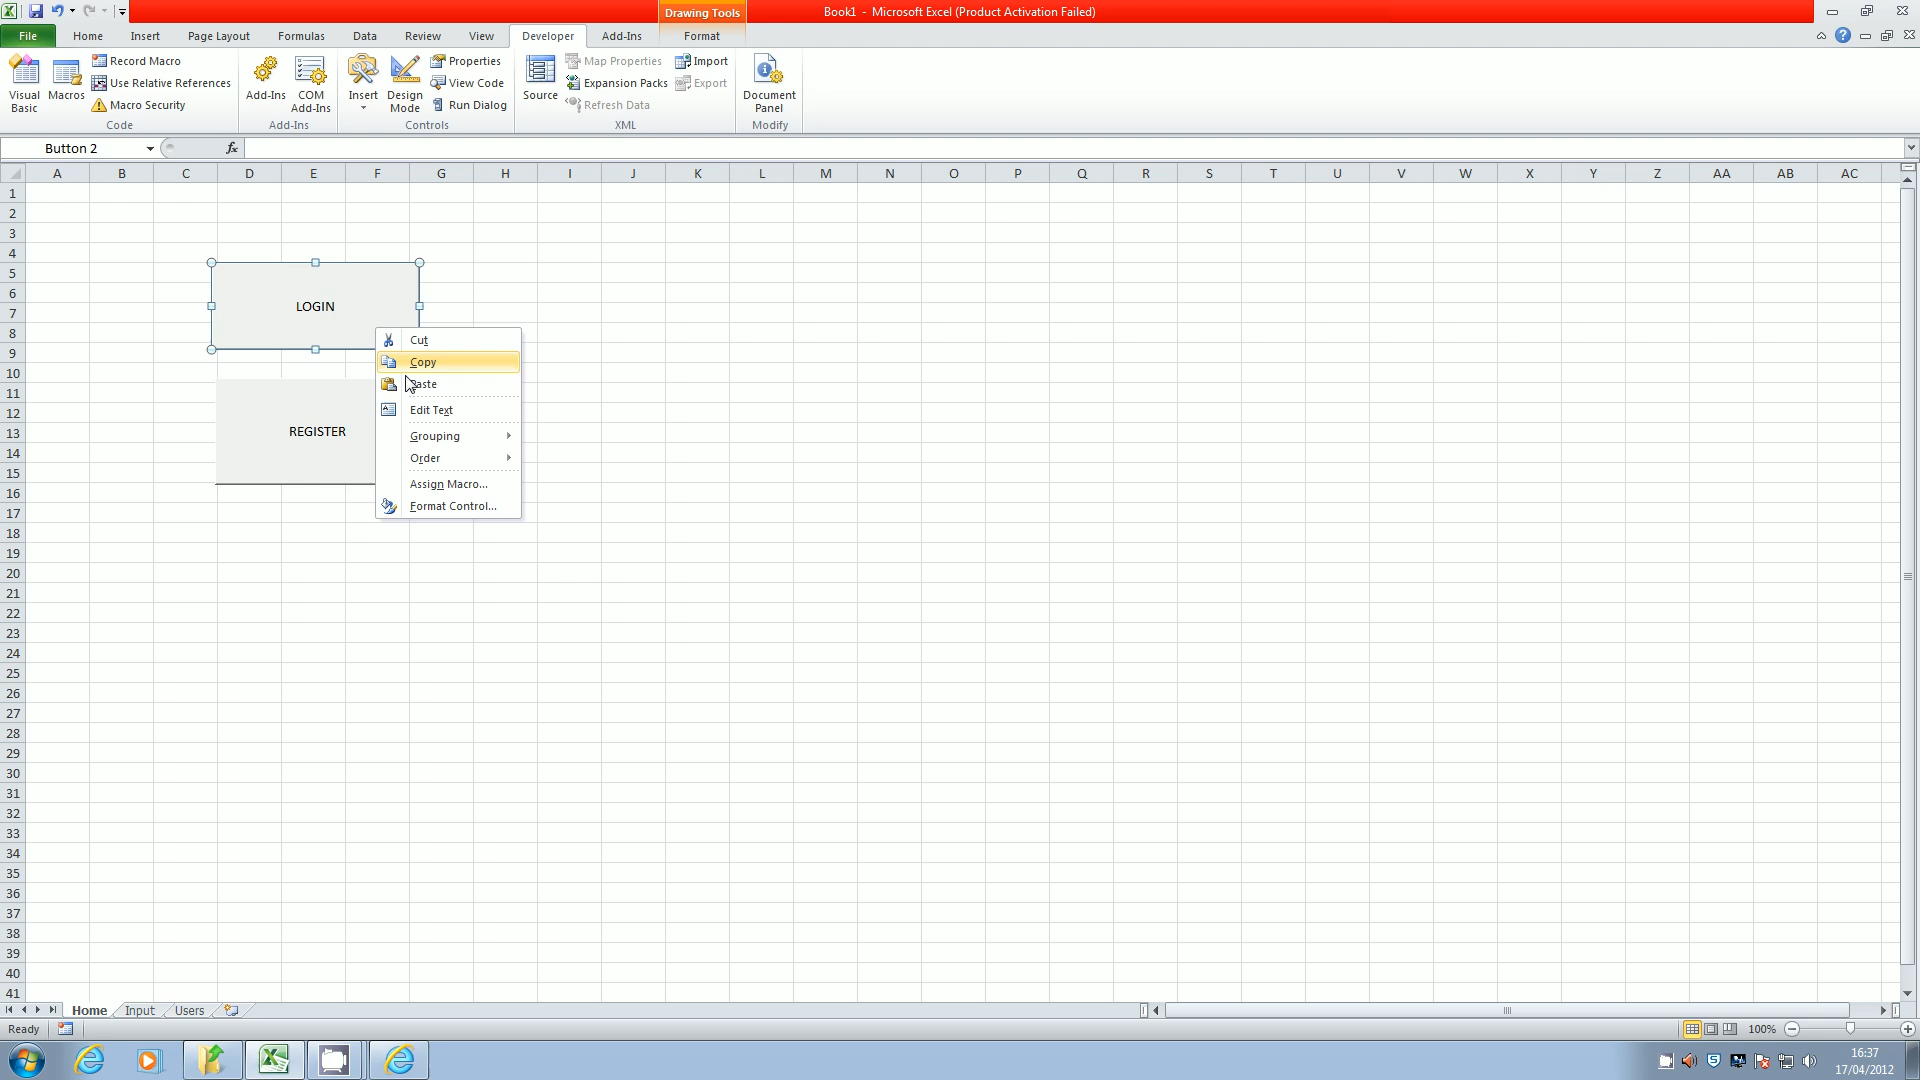 Drawing Tools
Book1 - Microsoft Excel (Product Activation Failed)
File Home Insert Page Layout Formulas Data Review View Developer Add-Ins Format
Visual Basic
Macros
Record Macro
Use Relative References
Macro Security
Code
Add-Ins
COM Add-Ins
Add-Ins
Insert
Design Mode
Properties
View Code
Run Dialog
Controls
Source
Map Properties
Expansion Packs
Refresh Data
Import
Export
XML
Document Panel
Modify
Button 2 fx
A B C D E F G H I J K L M N O P Q R S T U V W X Y Z AA AB AC
1
2
3
4
5
6
7
8
9
10
11
12
13
14
15
16
17
18
19
20
21
22
23
24
25
26
27
28
29
30
31
32
33
34
35
36
37
38
39
40
41
LOGIN
REGISTER
Cut
Copy
Paste
Edit Text
Grouping
Order
Assign Macro...
Format Control...
Home Input Users
Ready 100%
16:37
17/04/2012